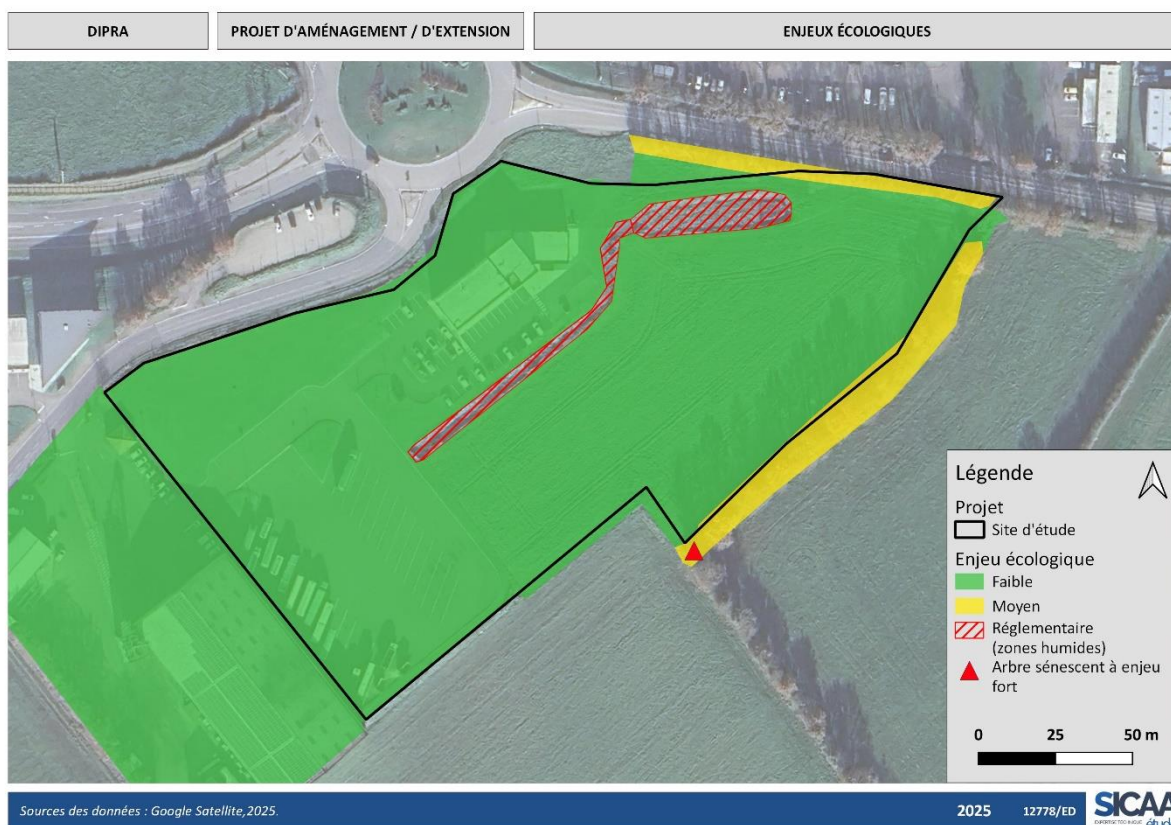 DIPRA
PROJET D'AMÉNAGEMENT / D'EXTENSION
ENJEUX ÉCOLOGIQUES
Légende
Projet
Site d'étude
Enjeu écologique
Faible
Moyen
Réglementaire
(zones humides)
Arbre sénescent à enjeu
fort
0 25 50 m
Sources des données : Google Satellite,2025.
2025
12778/ED
SICAA
étud